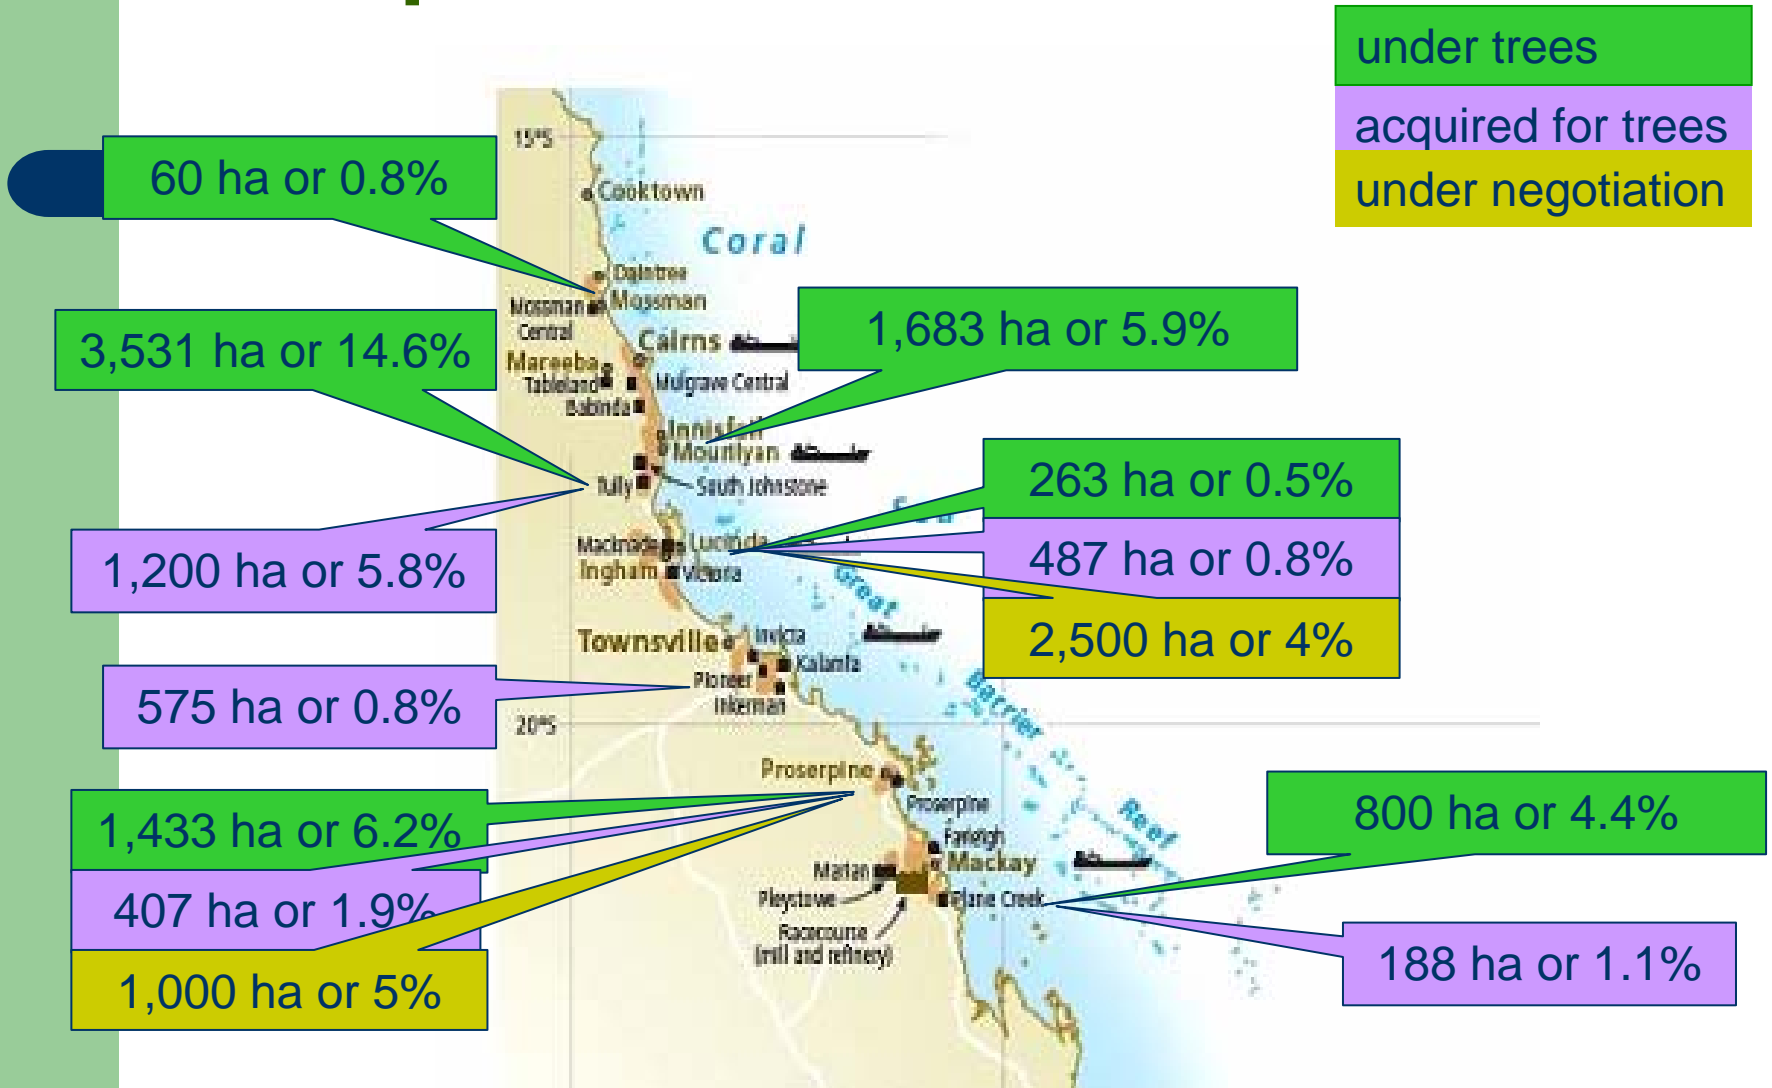 under trees
acquired for trees
under negotiation
15°S
60 ha or 0.8%
Cooktown
Coral
Daintree
Mossman
Mossman
Central
3,531 ha or 14.6%
1,683 ha or 5.9%
Cairns
Mareeba
Tableland
Mulgrave Central
Babinda
Innisfail
Mourilyan
Tully
South Johnstone
263 ha or 0.5%
Sea
1,200 ha or 5.8%
Macknade
Lucinda
487 ha or 0.8%
Ingham
Victoria
Great
2,500 ha or 4%
Townsville
Invicta
Kalamia
Pioneer
Inkerman
Barrier
575 ha or 0.8%
20°S
Proserpine
Proserpine
Reef
800 ha or 4.4%
1,433 ha or 6.2%
Farleigh
Mackay
Marian
407 ha or 1.9%
Pleystowe
Plane Creek
Racecourse
(mill and refinery)
188 ha or 1.1%
1,000 ha or 5%